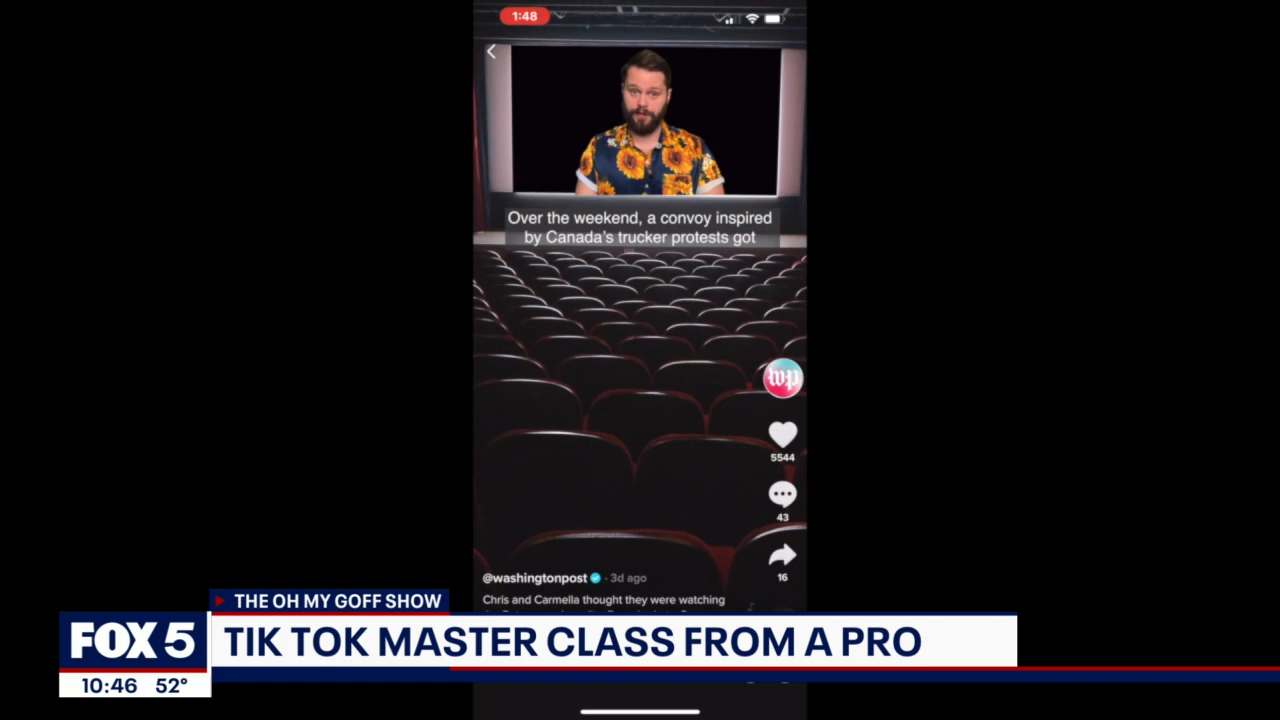 1:48
Over the weekend, a convoy inspired
by Canada's trucker protests got
wp
5544
43
16
@washingtonpost · 3d ago
Chris and Carmella thought they were watching
THE OH MY GOFF SHOW
FOX 5
TIK TOK MASTER CLASS FROM A PRO
10:46 52°